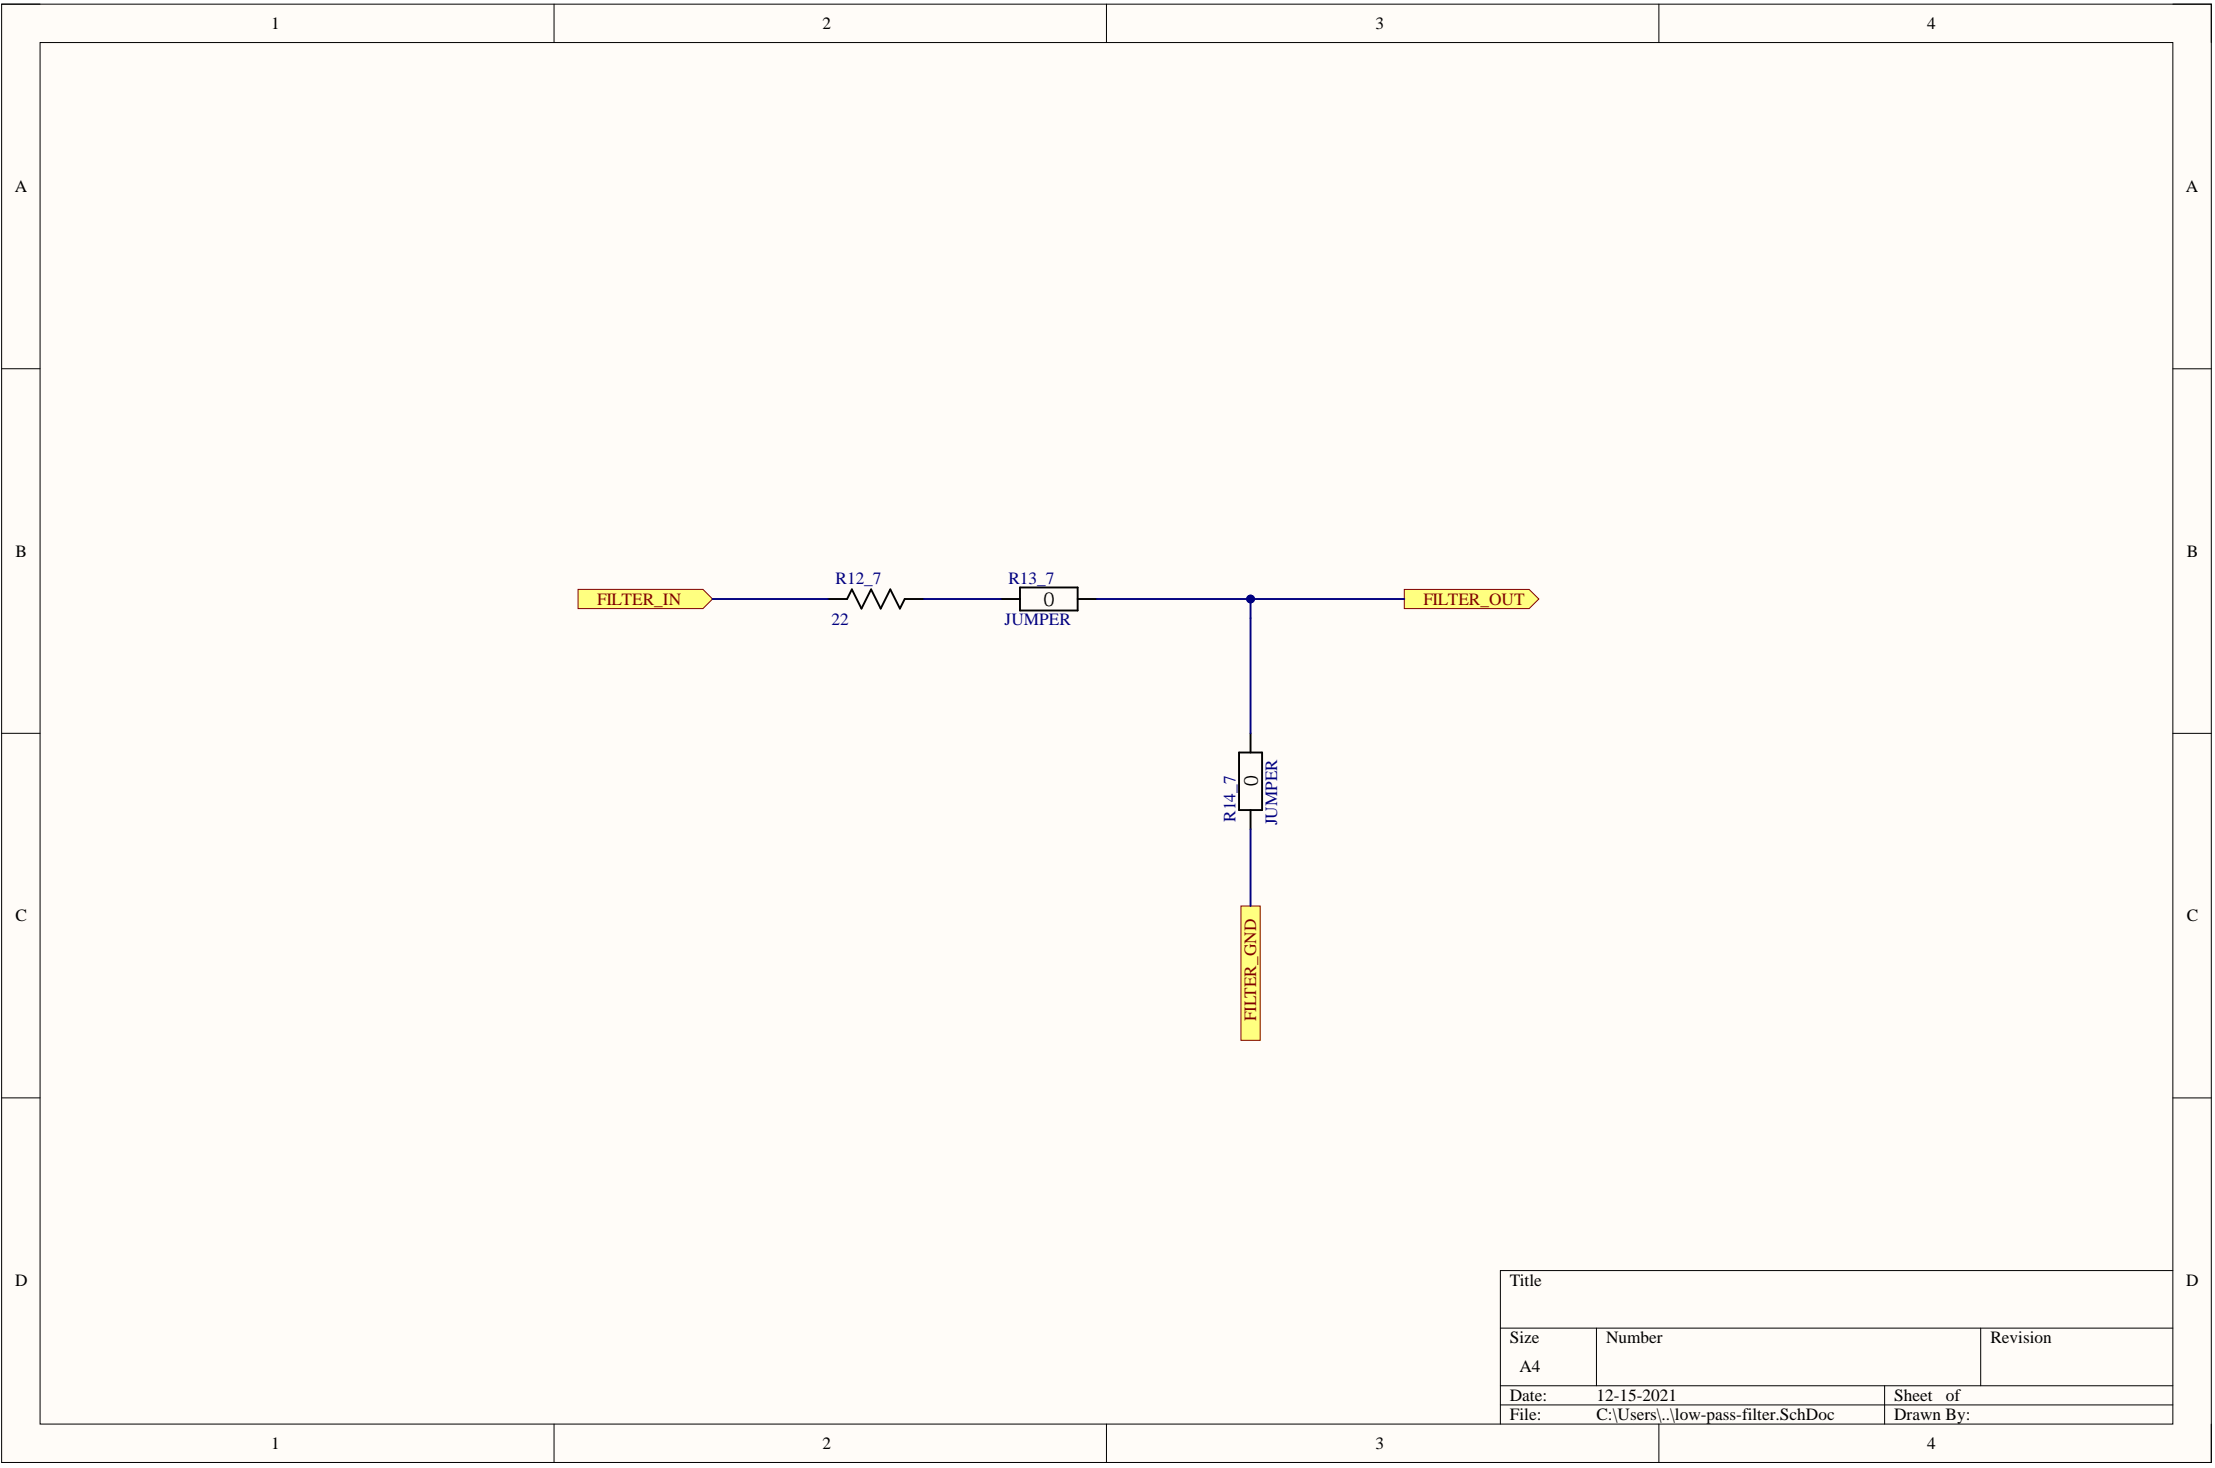 1 2 3 4
A A
B B
R12_7 R13_7
FILTER_IN 0 FILTER_OUT
22 JUMPER
R14_7 0 JUMPER
C C
FILTER_GND
D D
Title
Size Number Revision
A4
Date: 12-15-2021 Sheet of
File: C:\Users\..\low-pass-filter.SchDoc Drawn By:
1 2 3 4